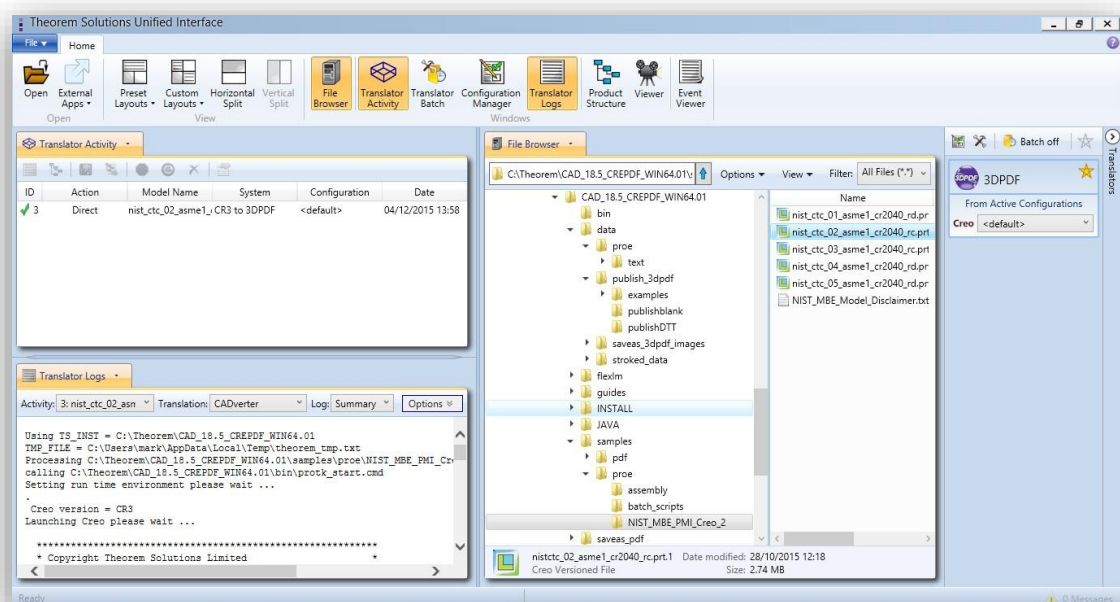 Theorem Solutions Unified Interface
File Home
Open External Apps Preset Layouts Custom Layouts Horizontal Split Vertical Split File Browser Translator Activity Translator Batch Configuration Manager Translator Logs Product Structure Viewer Event Viewer
Open View Windows
Translator Activity
ID Action Model Name System Configuration Date
3 Direct nist_ctc_02_asme1_ CR3 to 3DPDF <default> 04/12/2015 13:58
Translator Logs
Activity: 3: nist_ctc_02_asn Translation: CADverter Log: Summary Options
Using TS_INST = C:\Theorem\CAD_18.5_CREPDF_WIN64.01
TMP_FILE = C:\Users\mark\AppData\Local\Temp\theorem_tmp.txt
Processing C:\Theorem\CAD_18.5_CREPDF_WIN64.01\samples\proe\NIST_MBE_PMI_Cre
calling C:\Theorem\CAD_18.5_CREPDF_WIN64.01\bin\protk_start.cmd
Setting run time environment please wait ...
.
Creo version = CR3
Launching Creo please wait ...
**************************************************************
* Copyright Theorem Solutions Limited *
File Browser
C:\Theorem\CAD_18.5_CREPDF_WIN64.01\s Options View Filter: All Files (*.*)
CAD_18.5_CREPDF_WIN64.01
bin
data
proe
text
publish_3dpdf
examples
publishblank
publishDTT
saveas_3dpdf_images
stroked_data
flexlm
guides
INSTALL
JAVA
samples
pdf
proe
assembly
batch_scripts
NIST_MBE_PMI_Creo_2
saveas_pdf
Name
nist_ctc_01_asme1_cr2040_rd.pr
nist_ctc_02_asme1_cr2040_rc.prt
nist_ctc_03_asme1_cr2040_rc.prt
nist_ctc_04_asme1_cr2040_rd.pr
nist_ctc_05_asme1_cr2040_rd.pr
NIST_MBE_Model_Disclaimer.txt
nistctc_02_asme1_cr2040_rc.prt.1 Date modified: 28/10/2015 12:18
Creo Versioned File Size: 2.74 MB
Batch off
3DPDF 3DPDF
From Active Configurations
Creo <default>
Translators
Ready
0 Messages